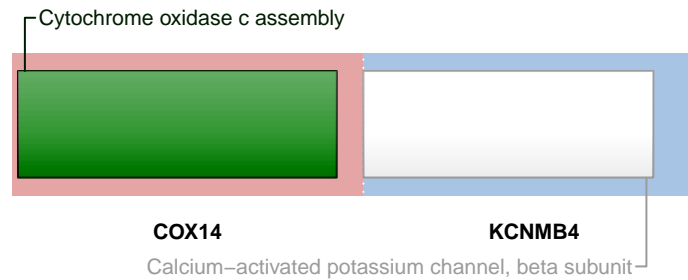 Cytochrome oxidase c assembly
COX14 KCNMB4
Calcium−activated potassium channel, beta subunit